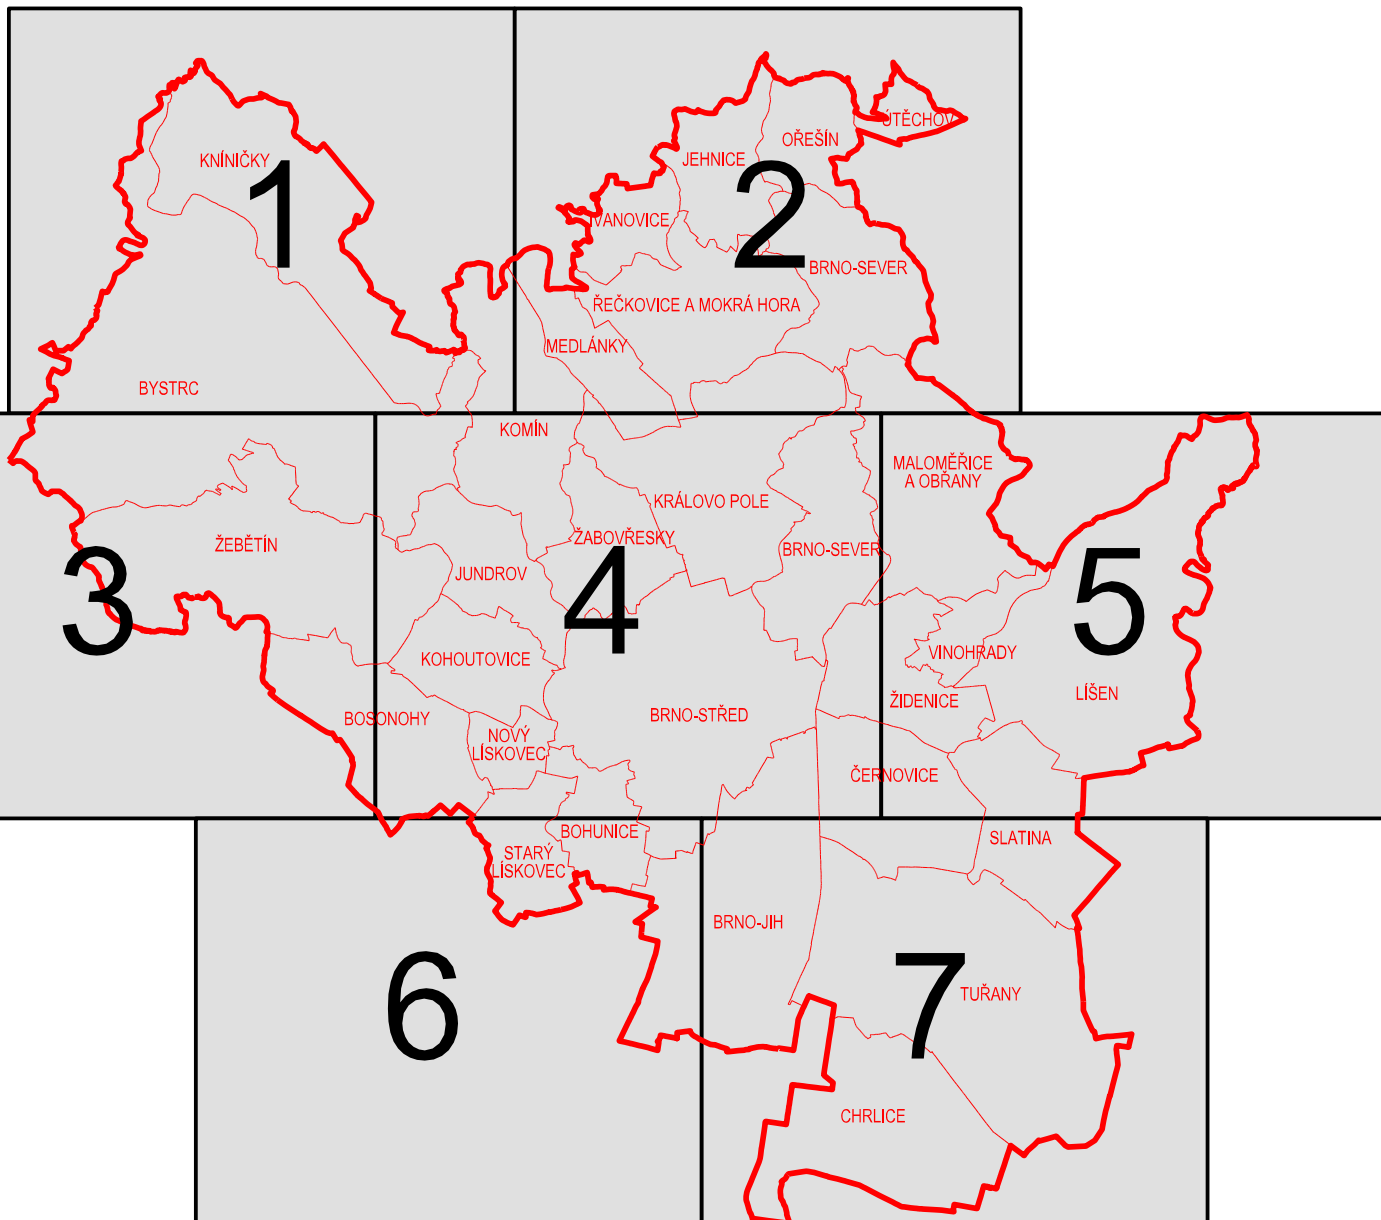 ÚTĚCHOV
OŘEŠÍN
KNÍNIČKY
JEHNICE
1
2
IVANOVICE
BRNO-SEVER
ŘEČKOVICE A MOKRÁ HORA
MEDLÁNKY
BYSTRC
KOMÍN
MALOMĚŘICE
A OBŘANY
KRÁLOVO POLE
ŽABOVŘESKY
ŽEBĚTÍN
BRNO-SEVER
JUNDROV
3
4
5
KOHOUTOVICE
VINOHRADY
LÍŠEN
ŽIDENICE
BOSONOHY
BRNO-STŘED
NOVÝ
LÍSKOVEC
ČERNOVICE
BOHUNICE
SLATINA
STARÝ
LÍSKOVEC
BRNO-JIH
6
7
TUŘANY
CHRLICE